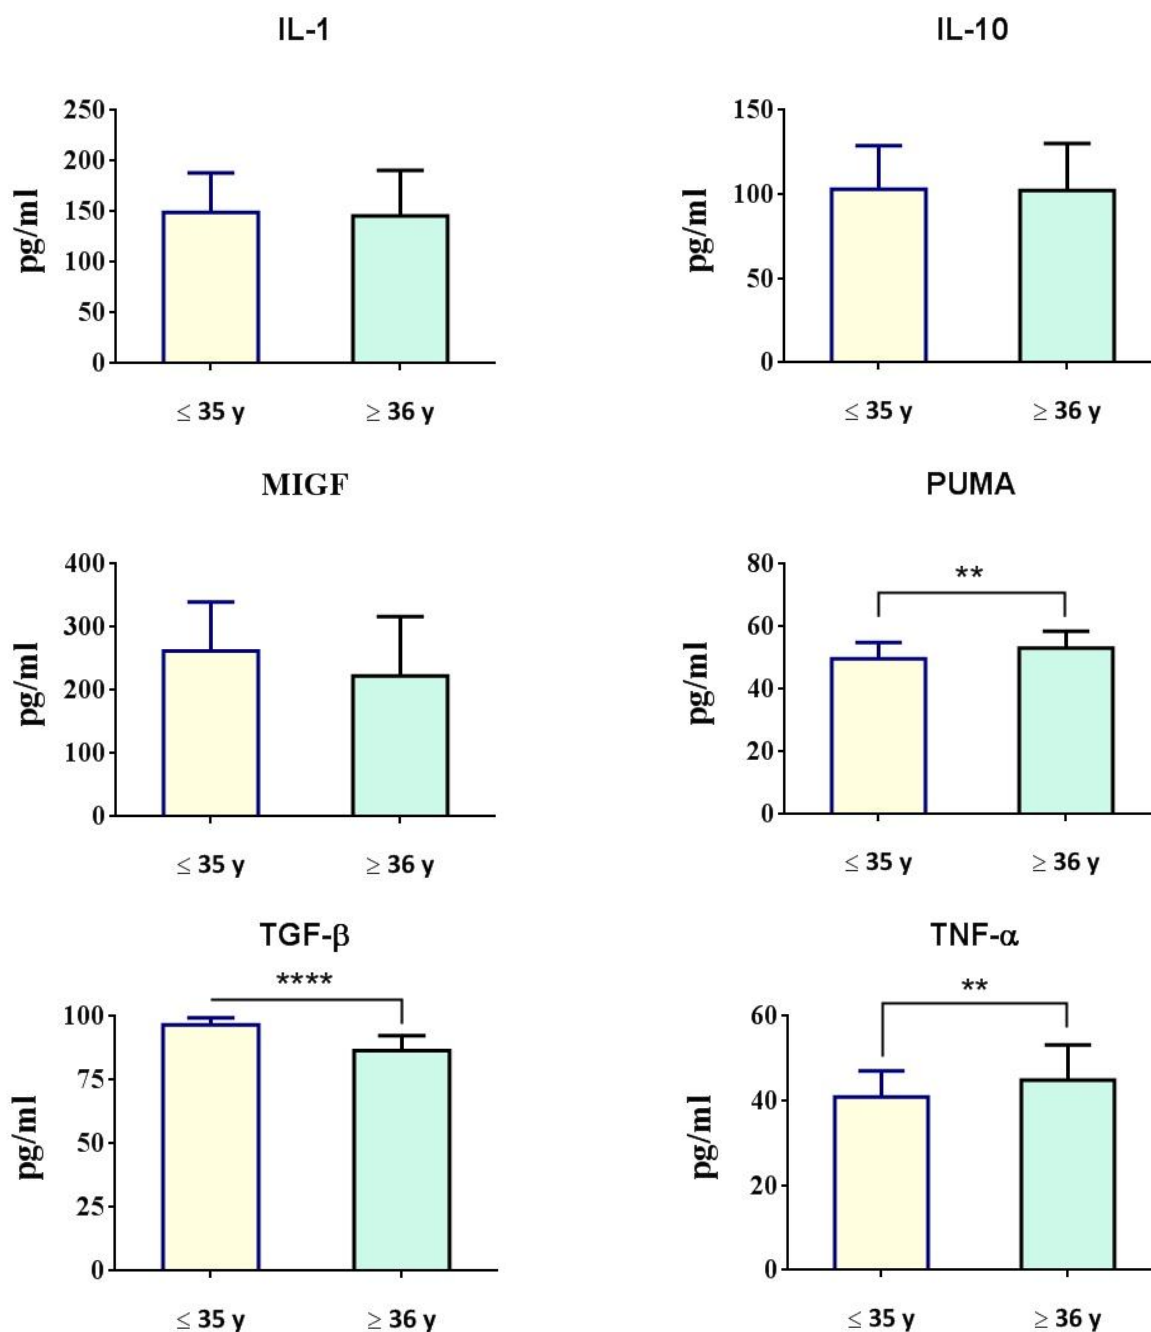 IL-1
pg/ml
250
200
150
100
50
0
≤ 35 y
≥ 36 y
IL-10
pg/ml
150
100
50
0
≤ 35 y
≥ 36 y
MIGF
pg/ml
400
300
200
100
0
≤ 35 y
≥ 36 y
PUMA
pg/ml
80
60
40
20
0
**
≤ 35 y
≥ 36 y
TGF-β
pg/ml
100
75
50
25
0
****
≤ 35 y
≥ 36 y
TNF-α
pg/ml
60
40
20
0
**
≤ 35 y
≥ 36 y